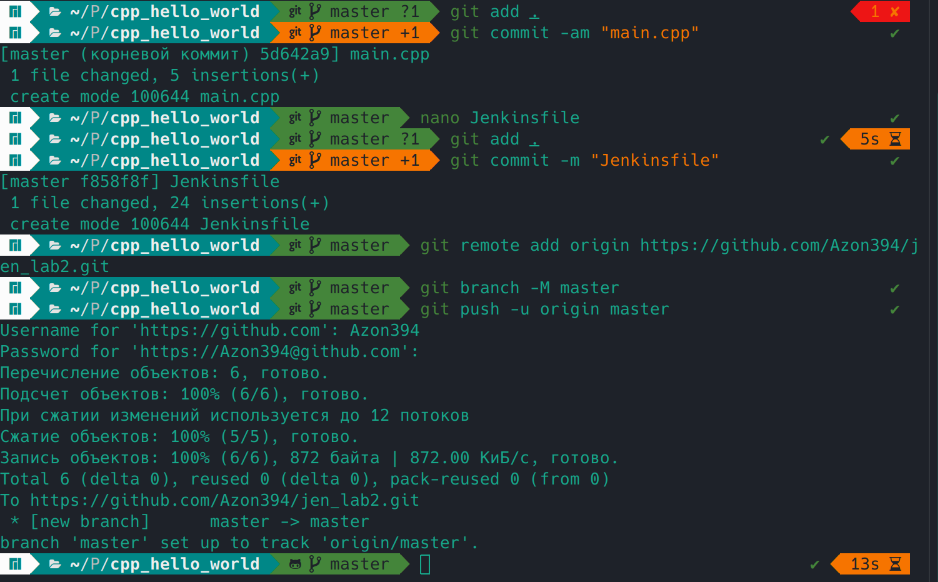 ~/P/cpp_hello_world git master ?1 git add . 1 ✘
~/P/cpp_hello_world git master +1 git commit -am "main.cpp" ✔
[master (корневой коммит) 5d642a9] main.cpp
1 file changed, 5 insertions(+)
create mode 100644 main.cpp
~/P/cpp_hello_world git master nano Jenkinsfile ✔
~/P/cpp_hello_world git master ?1 git add . ✔ 5s
~/P/cpp_hello_world git master +1 git commit -m "Jenkinsfile" ✔
[master f858f8f] Jenkinsfile
1 file changed, 24 insertions(+)
create mode 100644 Jenkinsfile
~/P/cpp_hello_world git master git remote add origin https://github.com/Azon394/j
en_lab2.git
~/P/cpp_hello_world git master git branch -M master ✔
~/P/cpp_hello_world git master git push -u origin master ✔
Username for 'https://github.com': Azon394
Password for 'https://Azon394@github.com':
Перечисление объектов: 6, готово.
Подсчет объектов: 100% (6/6), готово.
При сжатии изменений используется до 12 потоков
Сжатие объектов: 100% (5/5), готово.
Запись объектов: 100% (6/6), 872 байта | 872.00 КиБ/с, готово.
Total 6 (delta 0), reused 0 (delta 0), pack-reused 0 (from 0)
To https://github.com/Azon394/jen_lab2.git
* [new branch] master -> master
branch 'master' set up to track 'origin/master'.
~/P/cpp_hello_world master ✔ 13s